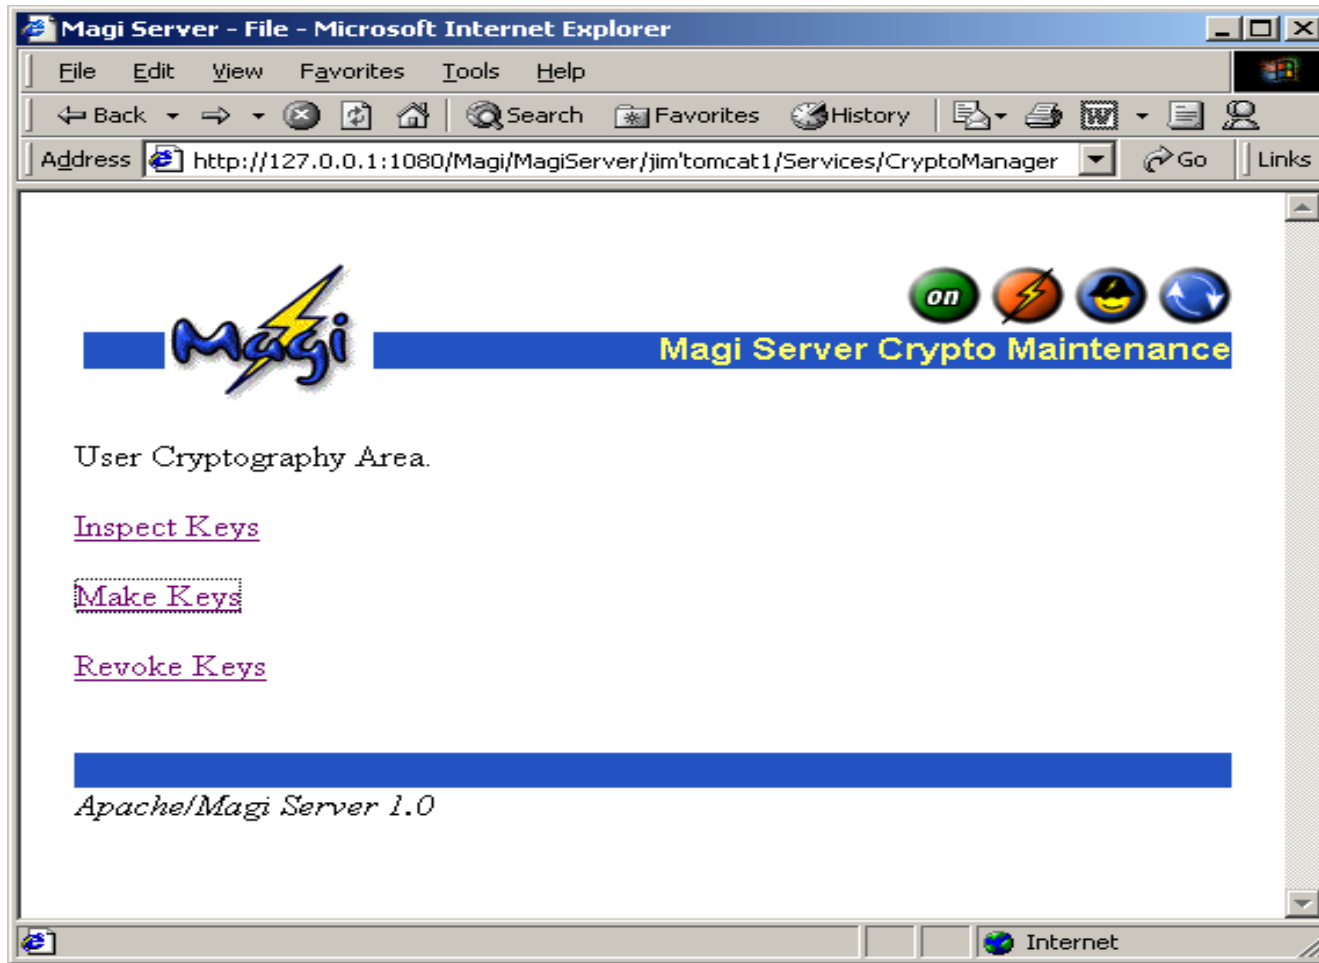 Magi Server - File - Microsoft Internet Explorer
File Edit View Favorites Tools Help
Back Search Favorites History W
Address http://127.0.0.1:1080/Magi/MagiServer/jim'tomcat1/Services/CryptoManager Go Links
on
Magi
Magi Server Crypto Maintenance
User Cryptography Area.
Inspect Keys
Make Keys
Revoke Keys
Apache/Magi Server 1.0
Internet